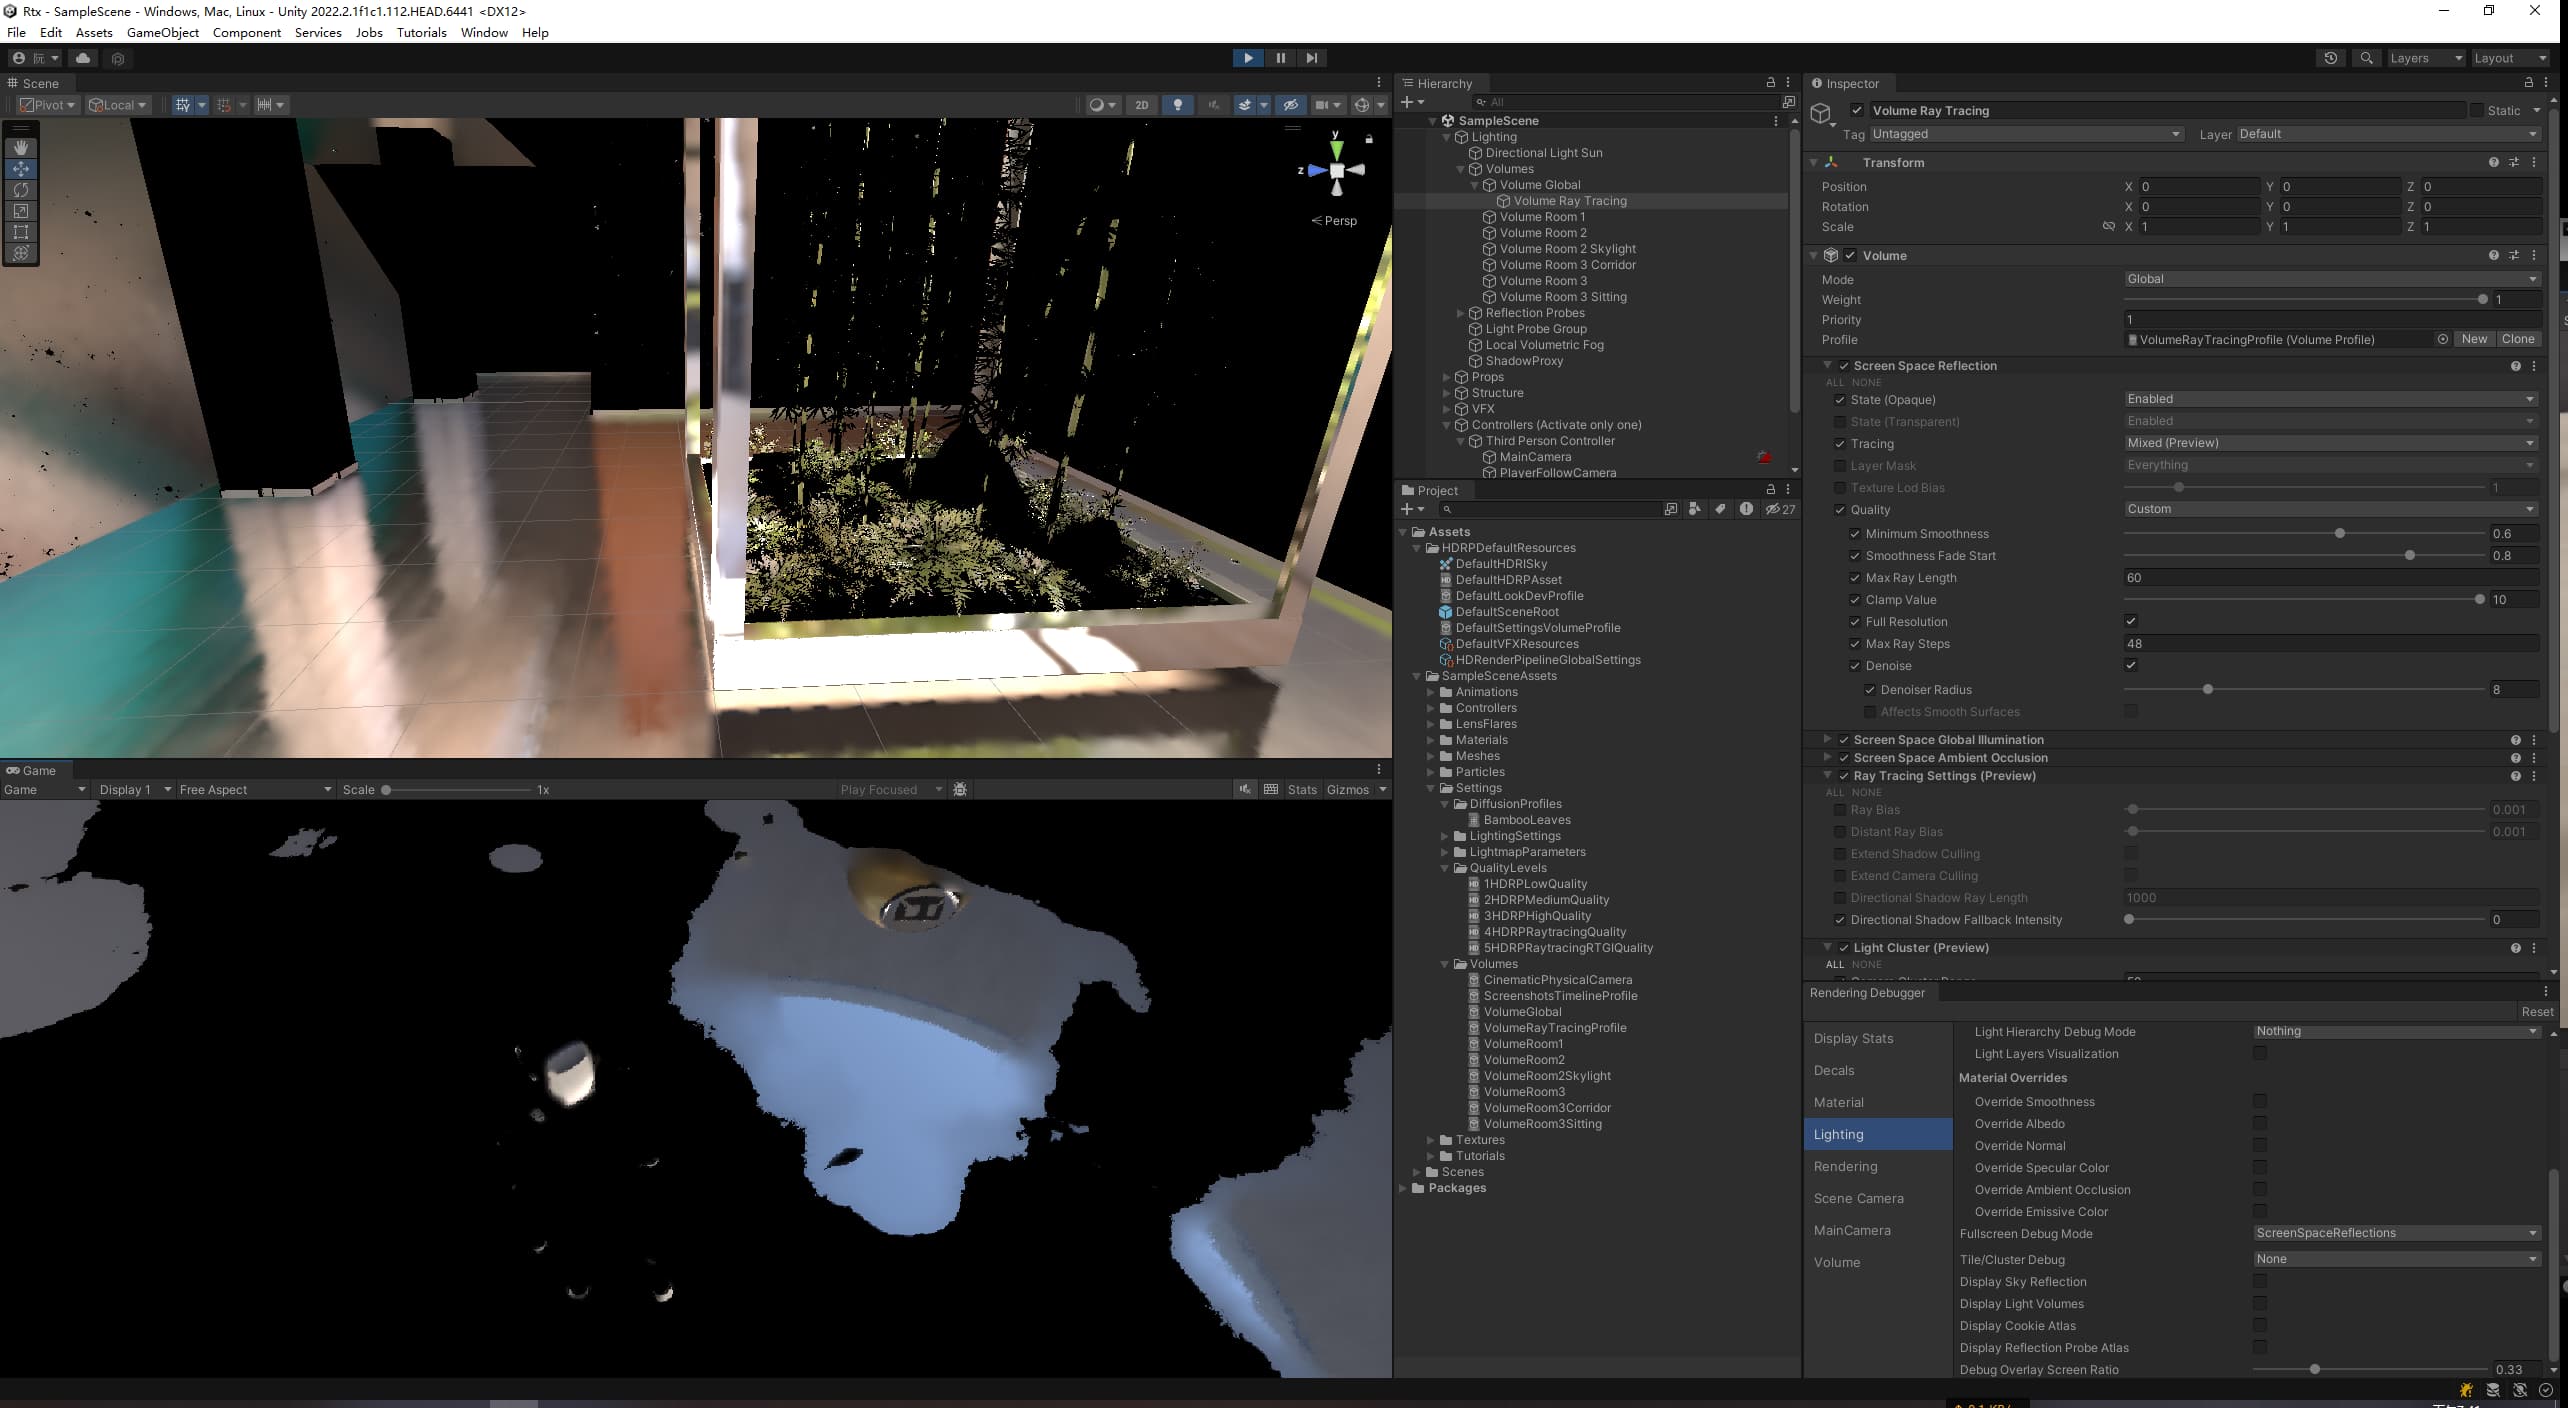 Rtx - SampleScene - Windows, Mac, Linux - Unity 2022.2.1f1c1.112.HEAD.6441 <DX12>
File Edit Assets GameObject Component Services Jobs Tutorials Window Help
阮
Layers Layout
Scene
Pivot Local
2D
y
z
Persp
Game
Game Display 1 Free Aspect Scale 1x Play Focused Stats Gizmos
Hierarchy
All
SampleScene
Lighting
Directional Light Sun
Volumes
Volume Global
Volume Ray Tracing
Volume Room 1
Volume Room 2
Volume Room 2 Skylight
Volume Room 3 Corridor
Volume Room 3
Volume Room 3 Sitting
Reflection Probes
Light Probe Group
Local Volumetric Fog
ShadowProxy
Props
Structure
VFX
Controllers (Activate only one)
Third Person Controller
MainCamera
PlayerFollowCamera
Project
27
Assets
HDRPDefaultResources
DefaultHDRISky
DefaultHDRPAsset
DefaultLookDevProfile
DefaultSceneRoot
DefaultSettingsVolumeProfile
DefaultVFXResources
HDRenderPipelineGlobalSettings
SampleSceneAssets
Animations
Controllers
LensFlares
Materials
Meshes
Particles
Settings
DiffusionProfiles
BambooLeaves
LightingSettings
LightmapParameters
QualityLevels
1HDRPLowQuality
2HDRPMediumQuality
3HDRPHighQuality
4HDRPRaytracingQuality
5HDRPRaytracingRTGIQuality
Volumes
CinematicPhysicalCamera
ScreenshotsTimelineProfile
VolumeGlobal
VolumeRayTracingProfile
VolumeRoom1
VolumeRoom2
VolumeRoom2Skylight
VolumeRoom3
VolumeRoom3Corridor
VolumeRoom3Sitting
Textures
Tutorials
Scenes
Packages
Inspector
Volume Ray Tracing Static
Tag Untagged Layer Default
Transform
Position X 0 Y 0 Z 0
Rotation X 0 Y 0 Z 0
Scale X 1 Y 1 Z 1
Volume
Mode Global
Weight 1
Priority 1
Profile VolumeRayTracingProfile (Volume Profile) New Clone
Screen Space Reflection
ALL NONE
State (Opaque) Enabled
State (Transparent) Enabled
Tracing Mixed (Preview)
Layer Mask Everything
Texture Lod Bias 1
Quality Custom
Minimum Smoothness 0.6
Smoothness Fade Start 0.8
Max Ray Length 60
Clamp Value 10
Full Resolution
Max Ray Steps 48
Denoise
Denoiser Radius 8
Affects Smooth Surfaces
Screen Space Global Illumination
Screen Space Ambient Occlusion
Ray Tracing Settings (Preview)
ALL NONE
Ray Bias 0.001
Distant Ray Bias 0.001
Extend Shadow Culling
Extend Camera Culling
Directional Shadow Ray Length 1000
Directional Shadow Fallback Intensity 0
Light Cluster (Preview)
ALL NONE
Rendering Debugger
Reset
Display Stats
Decals
Material
Lighting
Rendering
Scene Camera
MainCamera
Volume
Light Hierarchy Debug Mode Nothing
Light Layers Visualization
Material Overrides
Override Smoothness
Override Albedo
Override Normal
Override Specular Color
Override Ambient Occlusion
Override Emissive Color
Fullscreen Debug Mode ScreenSpaceReflections
Tile/Cluster Debug None
Display Sky Reflection
Display Light Volumes
Display Cookie Atlas
Display Reflection Probe Atlas
Debug Overlay Screen Ratio 0.33